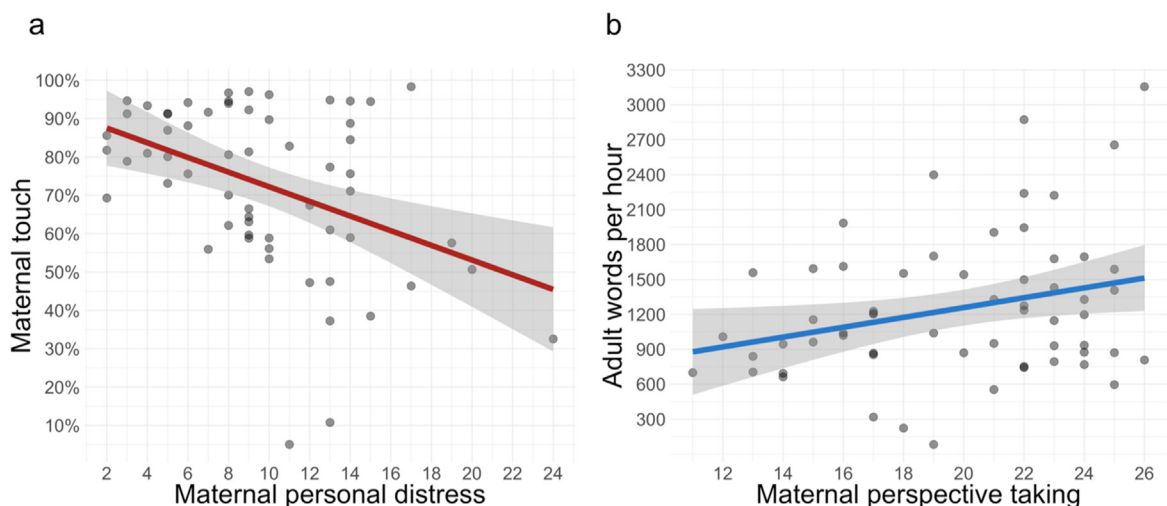 a
Maternal touch
100%
90%
80%
70%
60%
50%
40%
30%
20%
10%
2 4 6 8 10 12 14 16 18 20 22 24
Maternal personal distress
b
Adult words per hour
3300
3000
2700
2400
2100
1800
1500
1200
900
600
300
12 14 16 18 20 22 24 26
Maternal perspective taking